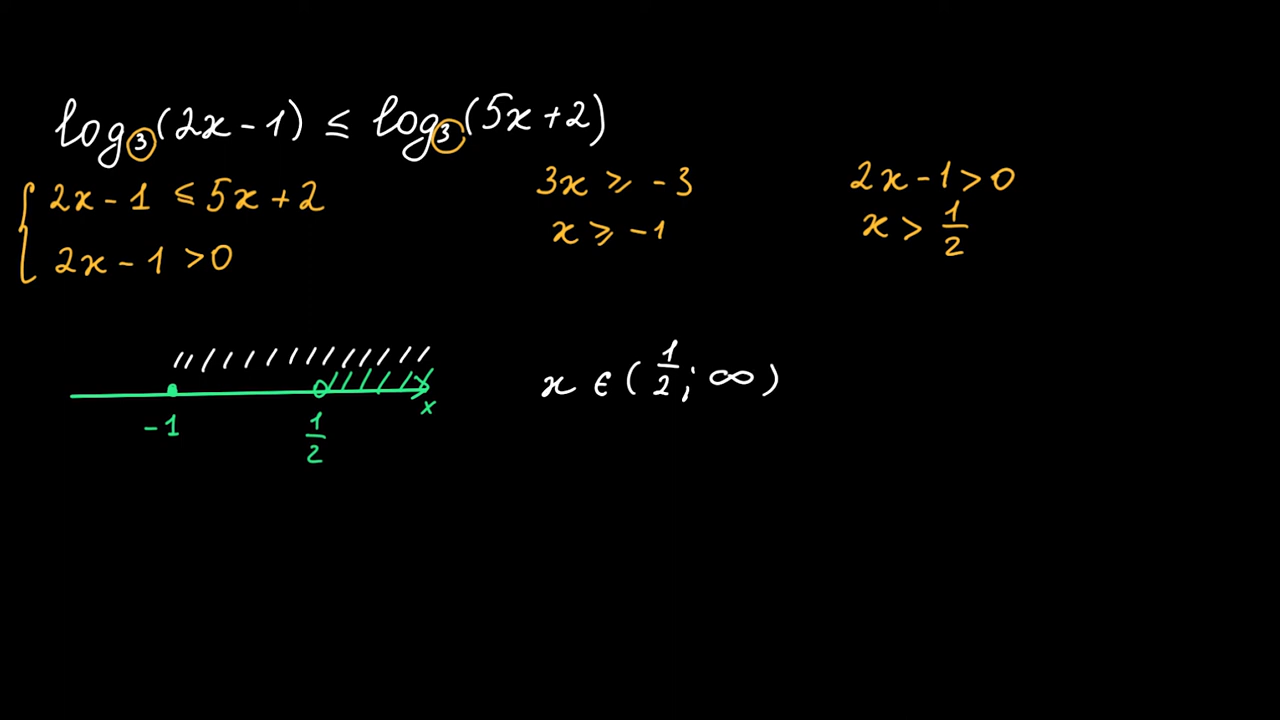 log₃(2x-1) ≤ log₃(5x+2)
{ 2x-1 ≤ 5x+2
2x-1 >0
3x ⩾ -3
x ⩾ -1
2x-1>0
x > 1/2
-1 1/2 x
x ∈ (1/2; ∞)